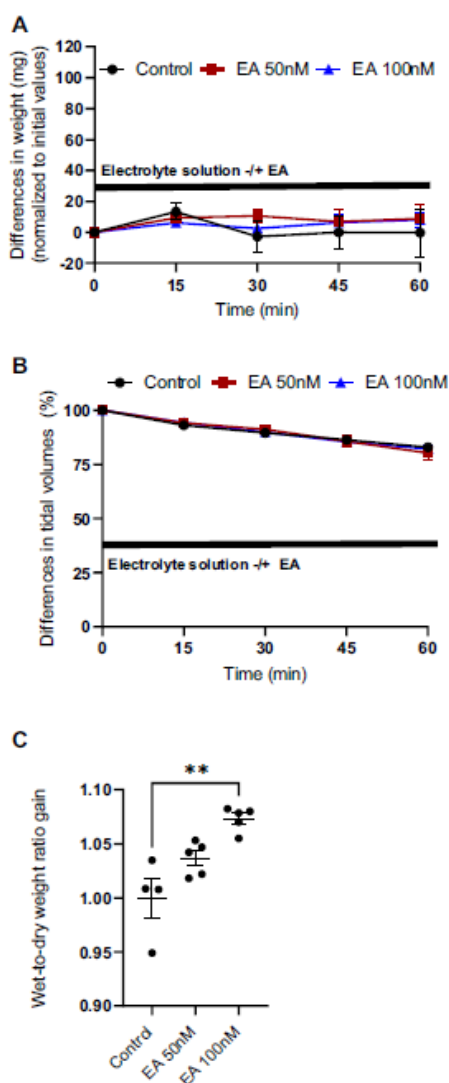 A
Differences in weight (mg)
(normalized to initial values)
120
100
80
60
40
20
0
-20
Control EA 50nM EA 100nM
Electrolyte solution -/+ EA
0 15 30 45 60
Time (min)
B
Differences in tidal volumes (%)
100
75
50
25
0
Control EA 50nM EA 100nM
Electrolyte solution -/+ EA
0 15 30 45 60
Time (min)
C
Wet-to-dry weight ratio gain
1.10
1.05
1.00
0.95
0.90
**
Control
EA 50nM
EA 100nM